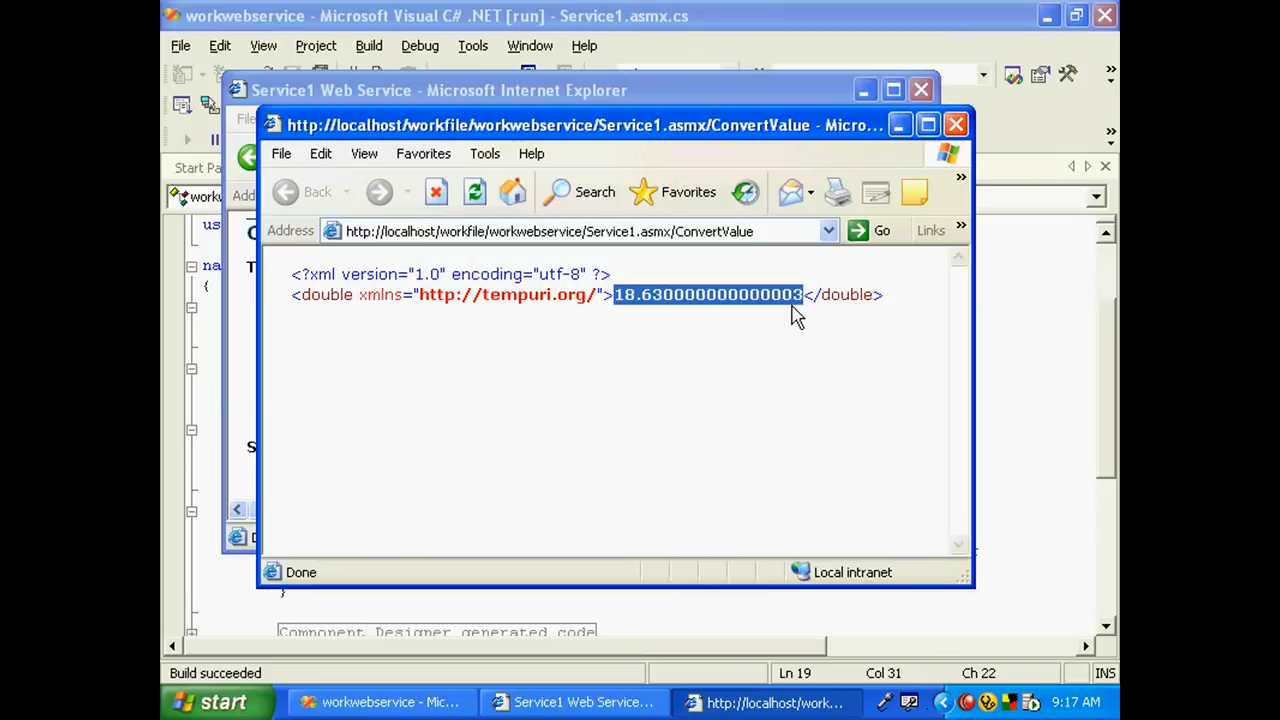 workwebservice - Microsoft Visual C# .NET [run] - Service1.asmx.cs
File Edit View Project Build Debug Tools Window Help
Service1 Web Service - Microsoft Internet Explorer
http://localhost/workfile/workwebservice/Service1.asmx/ConvertValue - Micro...
File Edit View Favorites Tools Help
Start Pa
Back Search Favorites
work
Address http://localhost/workfile/workwebservice/Service1.asmx/ConvertValue Go Links
<?xml version="1.0" encoding="utf-8" ?>
<double xmlns="http://tempuri.org/">18.630000000000003</double>
{
Done Local intranet
}
Component Designer generated code
Build succeeded Ln 19 Col 31 Ch 22 INS
start workwebservice - Mic... Service1 Web Service... http://localhost/work... 9:17 AM